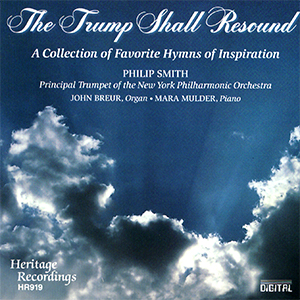 The Trump Shall Resound
A Collection of Favorite Hymns of Inspiration
PHILIP SMITH
Principal Trumpet of the New York Philharmonic Orchestra
JOHN BREUR, Organ • MARA MULDER, Piano
Heritage
Recordings
HR919
DIGITAL